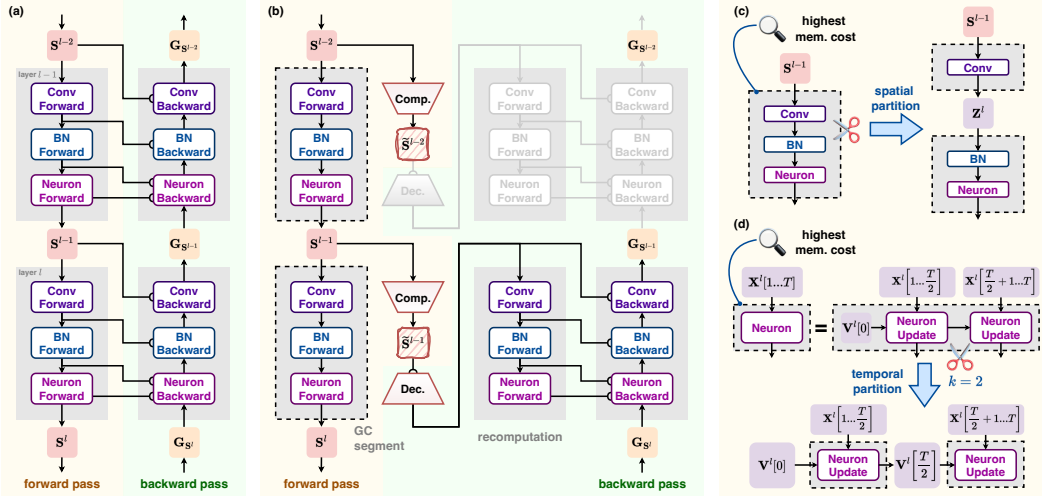 (a)
S^{l-2}
G_{S^{l-2}}
layer l − 1
Conv
Forward
Conv
Backward
BN
Forward
BN
Backward
Neuron
Forward
Neuron
Backward
S^{l-1}
G_{S^{l-1}}
layer l
Conv
Forward
Conv
Backward
BN
Forward
BN
Backward
Neuron
Forward
Neuron
Backward
S^l
G_{S^l}
forward pass
backward pass
(b)
S^{l-2}
G_{S^{l-2}}
Conv
Forward
Comp.
Conv
Forward
Conv
Backward
BN
Forward
S̃^{l-2}
BN
Forward
BN
Backward
Neuron
Forward
Dec.
Neuron
Forward
Neuron
Backward
S^{l-1}
G_{S^{l-1}}
Conv
Forward
Comp.
Conv
Forward
Conv
Backward
BN
Forward
S̃^{l-1}
BN
Forward
BN
Backward
Neuron
Forward
Dec.
Neuron
Forward
Neuron
Backward
S^l
GC
segment
recomputation
G_{S^l}
forward pass
backward pass
(c)
highest
mem. cost
S^{l-1}
Conv
BN
Neuron
spatial
partition
S^{l-1}
Conv
Z^l
BN
Neuron
(d)
highest
mem. cost
X^l[1...T]
X^l[1...T/2]
X^l[T/2 + 1...T]
Neuron
=
V^l[0]
Neuron
Update
Neuron
Update
temporal
partition
k = 2
X^l[1...T/2]
X^l[T/2 + 1...T]
V^l[0]
Neuron
Update
V^l[T/2]
Neuron
Update